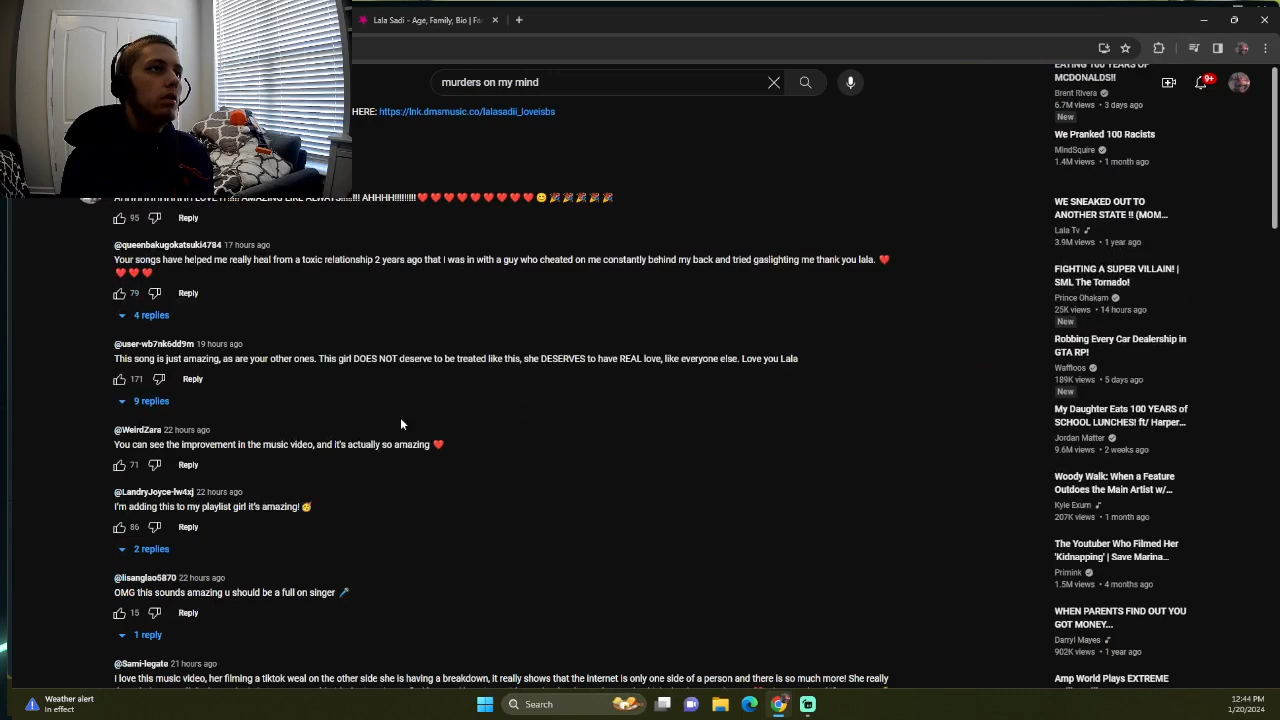 Lala Sadi - Age, Family, Bio | Fa
murders on my mind
9+
HERE: https://lnk.dmsmusic.co/lalasadii_loveisbs
95 Reply
@queenbakugokatsuki4784 17 hours ago
Your songs have helped me really heal from a toxic relationship 2 years ago that I was in with a guy who cheated on me constantly behind my back and tried gaslighting me thank you lala. ❤️
❤️❤️❤️
79 Reply
4 replies
@user-wb7nk6dd9m 19 hours ago
This song is just amazing, as are your other ones. This girl DOES NOT deserve to be treated like this, she DESERVES to have REAL love, like everyone else. Love you Lala
171 Reply
9 replies
@WeirdZara 22 hours ago
You can see the improvement in the music video, and it's actually so amazing ❤️
71 Reply
@LandryJoyce-lw4xj 22 hours ago
I'm adding this to my playlist girl it's amazing! 🥳
86 Reply
2 replies
@lisanglao5870 22 hours ago
OMG this sounds amazing u should be a full on singer 🎤
15 Reply
1 reply
@Sami-legate 21 hours ago
I love this music video, her filming a tiktok weal on the other side she is having a breakdown, it really shows that the internet is only one side of a person and there is so much more! She really
EATING 100 YEARS OF
MCDONALDS!!
Brent Rivera
6.7M views • 3 days ago
New
We Pranked 100 Racists
MindSquire
1.4M views • 1 month ago
WE SNEAKED OUT TO
ANOTHER STATE !! (MOM...
Lala Tv
3.9M views • 1 year ago
FIGHTING A SUPER VILLAIN! |
SML The Tornado!
Prince Ohakam
25K views • 14 hours ago
New
Robbing Every Car Dealership in
GTA RP!
Waffloos
189K views • 5 days ago
New
My Daughter Eats 100 YEARS of
SCHOOL LUNCHES! ft/ Harper...
Jordan Matter
9.6M views • 2 weeks ago
Woody Walk: When a Feature
Outdoes the Main Artist w/...
Kyle Exum
207K views • 1 month ago
The Youtuber Who Filmed Her
'Kidnapping' | Save Marina...
Primink
1.5M views • 4 months ago
WHEN PARENTS FIND OUT YOU
GOT MONEY...
Darryl Mayes
902K views • 1 year ago
Amp World Plays EXTREME
Weather alert
In effect
Search
12:44 PM
1/20/2024